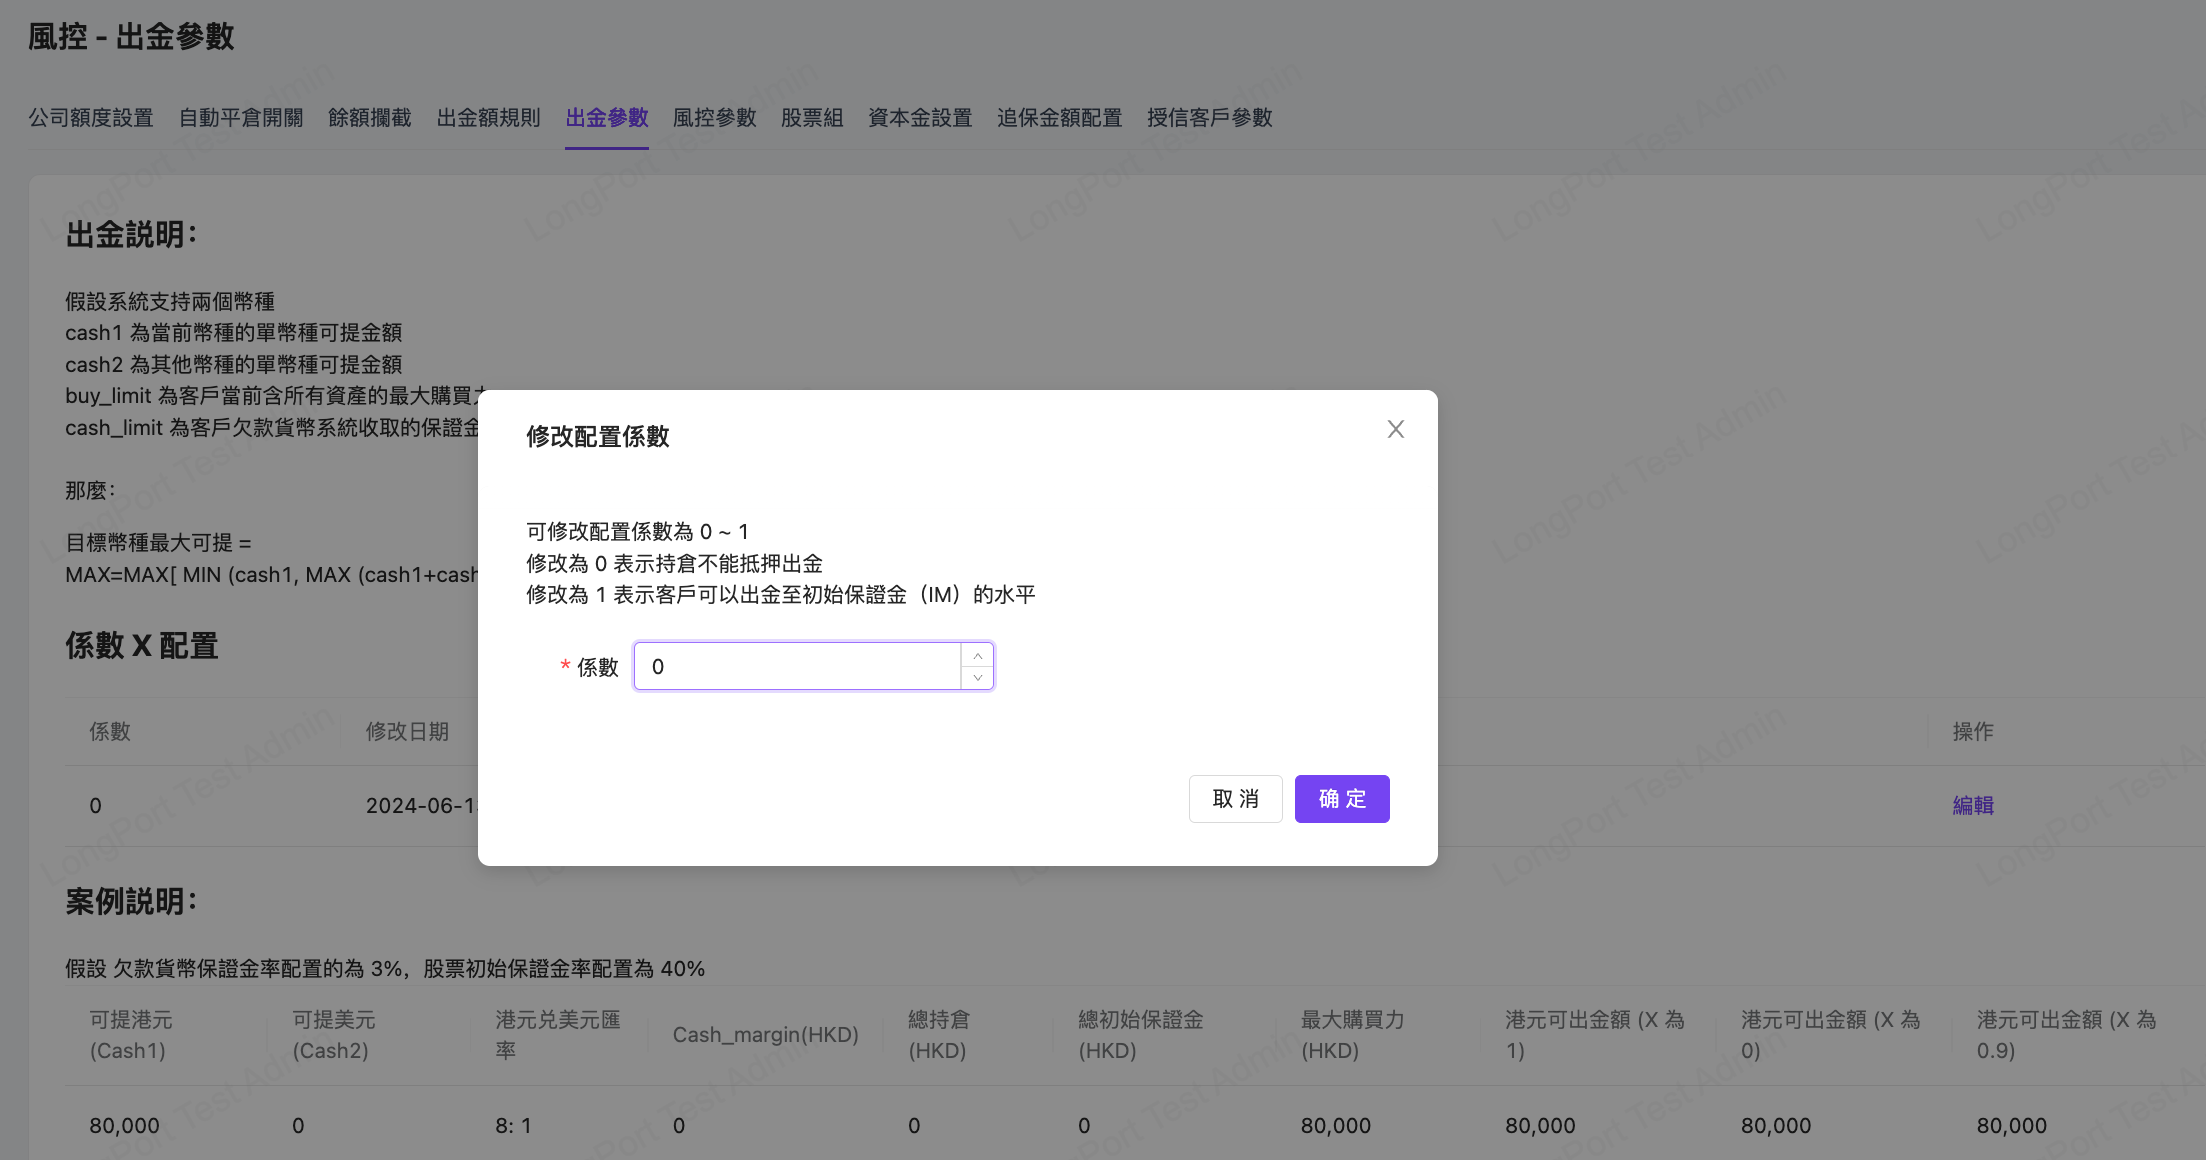 風控 - 出金參數
公司額度設置 自動平倉開關 餘額攔截 出金額規則 出金參數 風控參數 股票組 資本金設置 追保金額配置 授信客戶參數
出金説明：
假設系統支持兩個幣種
cash1 為當前幣種的單幣種可提金額
cash2 為其他幣種的單幣種可提金額
buy_limit 為客戶當前含所有資產的最大購買
cash_limit 為客戶欠款貨幣系統收取的保證金
那麼：
目標幣種最大可提 =
MAX=MAX[ MIN (cash1, MAX (cash1+cash
修改配置係數
可修改配置係數為 0 ~ 1
修改為 0 表示持倉不能抵押出金
修改為 1 表示客戶可以出金至初始保證金（IM）的水平
* 係數 0
取 消 确 定
係數 X 配置
係數 修改日期 操作
0 2024-06-1 編輯
案例説明：
假設 欠款貨幣保證金率配置的為 3%，股票初始保證金率配置為 40%
可提港元 (Cash1) 可提美元 (Cash2) 港元兑美元匯率 Cash_margin(HKD) 總持倉 (HKD) 總初始保證金 (HKD) 最大購買力 (HKD) 港元可出金額 (X 為 1) 港元可出金額 (X 為 0) 港元可出金額 (X 為 0.9)
80,000 0 8: 1 0 0 0 80,000 80,000 80,000 80,000
LongPort Test Admin